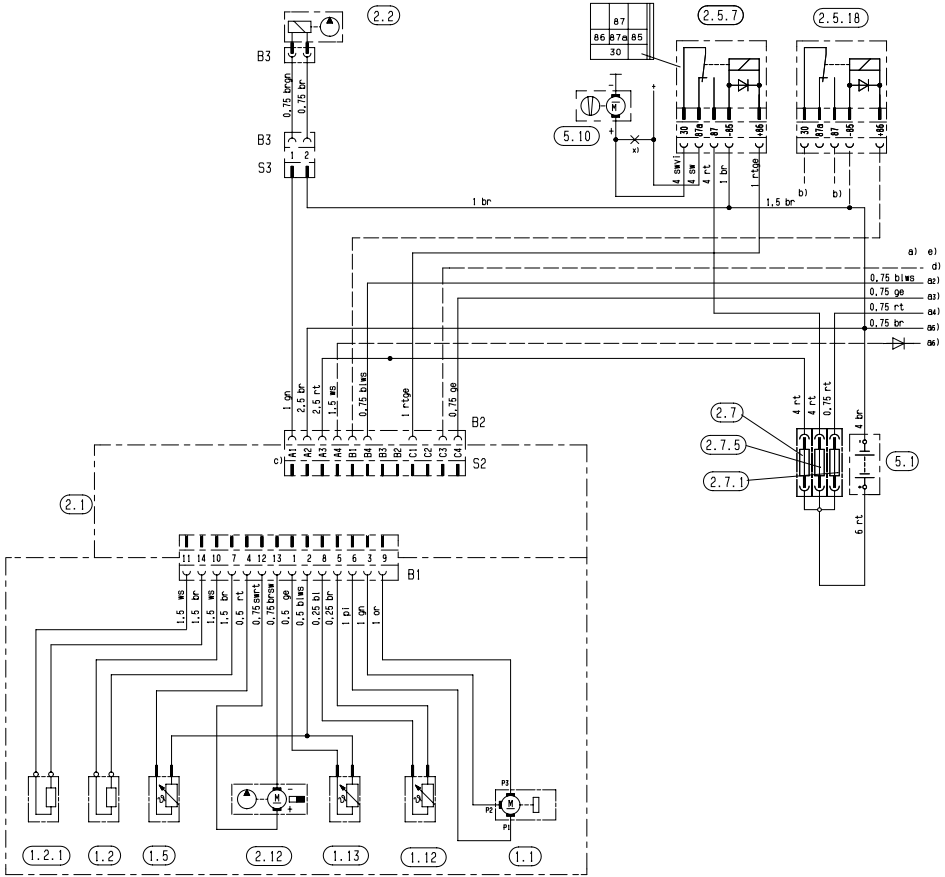 2.2
87
86 87a 85
30
2.5.7
2.5.18
B3
0,75 brgn
0,75 br
B3
1 2
S3
-
M
+
5.10
+
x)
30 87a 87 -85 +86
30 87a 87 -85 +86
4 swvi
4 sw
4 rt
1 br
1 rtge
b) b)
1 br
1,5 br
a) e)
d)
0,75 blws a2)
0,75 ge a3)
0,75 rt a4)
0,75 br a5)
a6)
1 gn
2,5 br
2,5 rt
1,5 ws
0,75 blws
1 rtge
0,75 ge
B2
A1 A2 A3 A4 B1 B4 B3 B2 C1 C2 C3 C4
c)
S2
4 rt
4 rt
0,75 rt
4 br
2.7
2.7.5
2.7.1
5.1
+
6 rt
2.1
11 14 10 7 4 12 13 1 2 8 5 6 3 9
B1
1.5 ws
1.5 br
1.5 ws
1.5 br
0.5 rt
0.75 swrt
0.75 brsw
0.5 ge
0.5 blws
0.25 bl
0.25 br
1 pi
1 gn
1 or
ϑ
M
-
+
ϑ
ϑ
P3
P2
M
P1
1.2.1
1.2
1.5
2.12
1.13
1.12
1.1